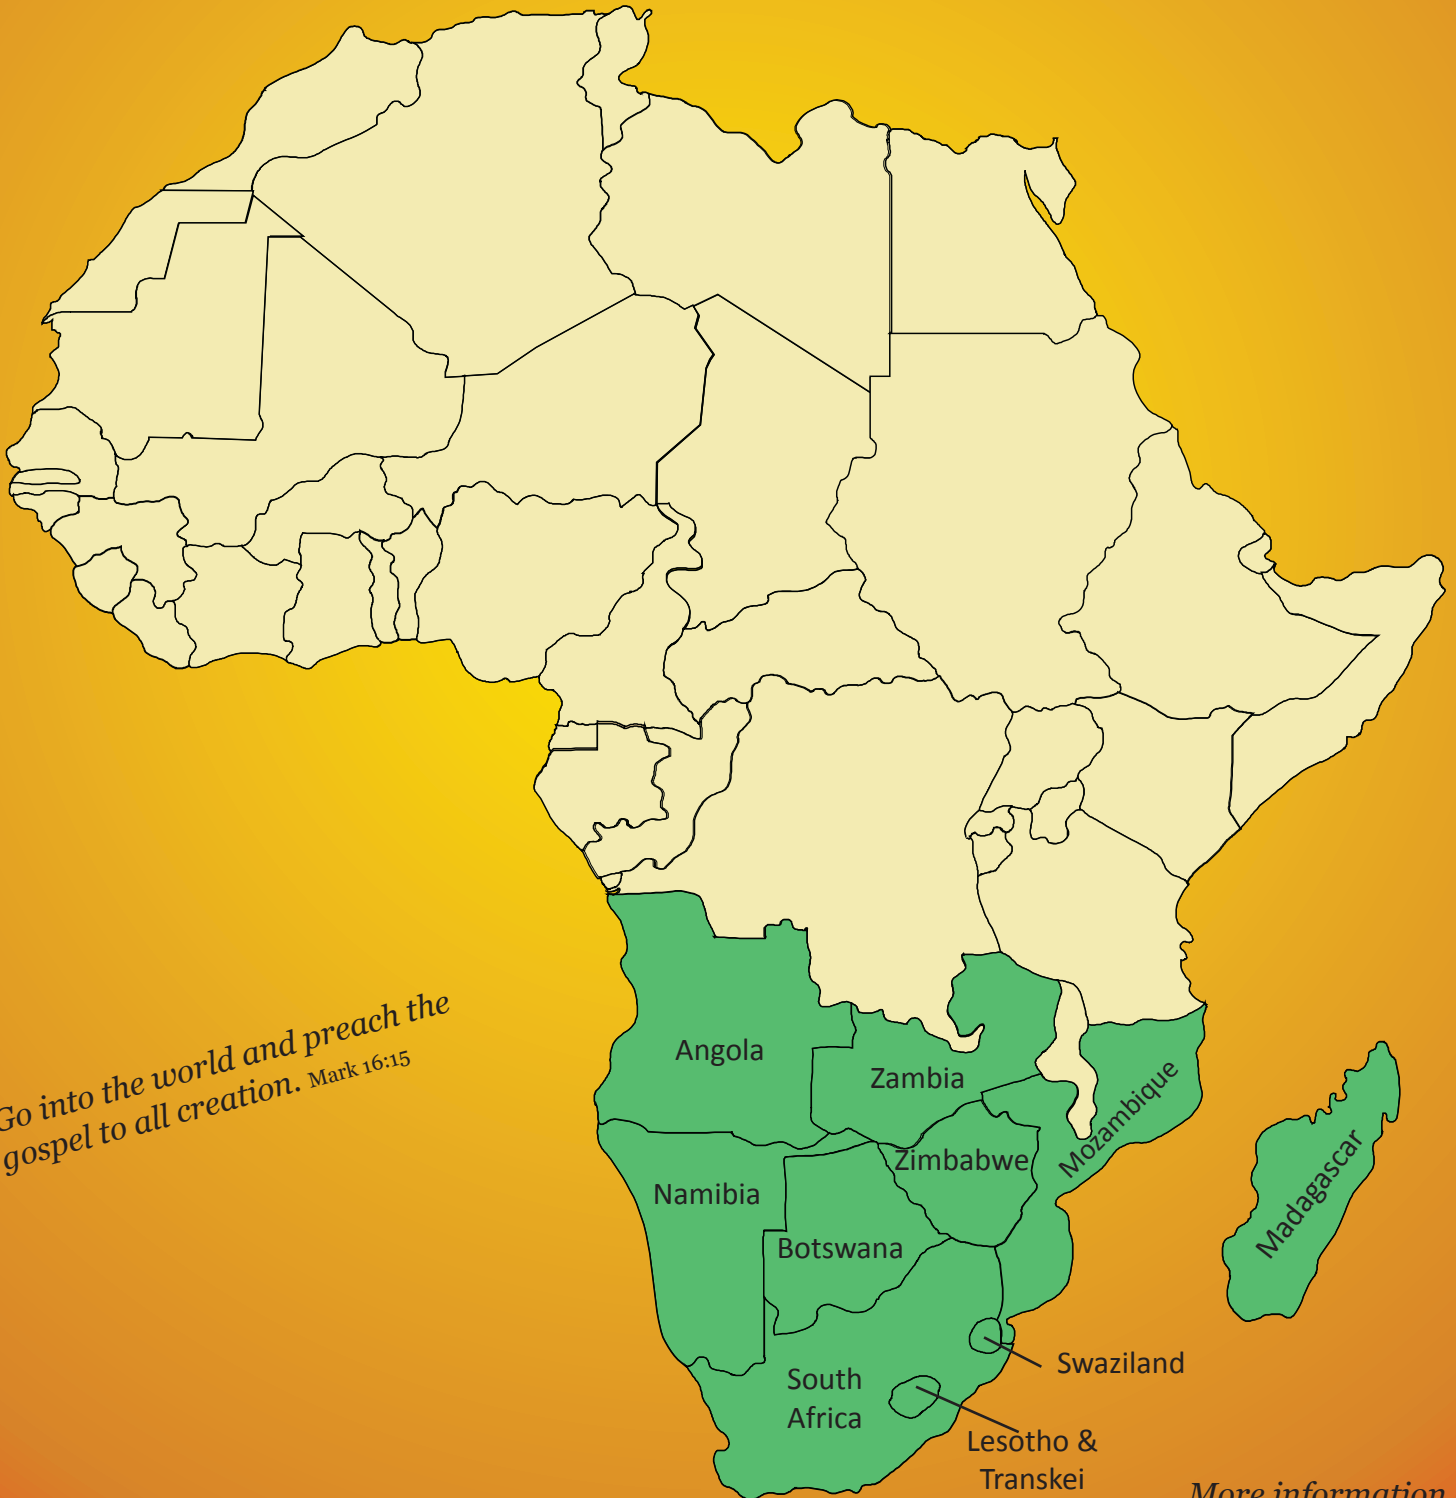 Go into the world and preach the
gospel to all creation. Mark 16:15
Angola
Zambia
Mozambique
Zimbabwe
Namibia
Madagascar
Botswana
Swaziland
South
Africa
Lesotho &
Transkei
More information